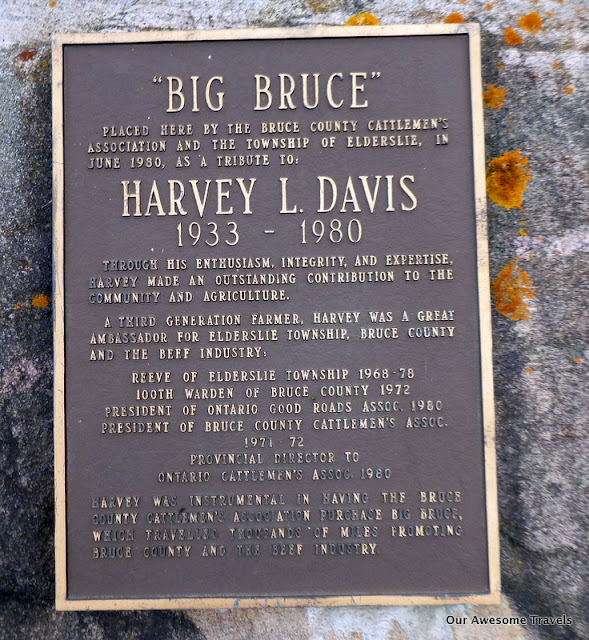 "BIG BRUCE"
PLACED HERE BY THE BRUCE COUNTY CATTLEMEN'S
ASSOCIATION AND THE TOWNSHIP OF ELDERSLIE, IN
JUNE 1980, AS A TRIBUTE TO:
HARVEY L. DAVIS
1933 - 1980
THROUGH HIS ENTHUSIASM, INTEGRITY, AND EXPERTISE,
HARVEY MADE AN OUTSTANDING CONTRIBUTION TO THE
COMMUNITY AND AGRICULTURE.
A THIRD GENERATION FARMER, HARVEY WAS A GREAT
AMBASSADOR FOR ELDERSLIE TOWNSHIP, BRUCE COUNTY
AND THE BEEF INDUSTRY:
REEVE OF ELDERSLIE TOWNSHIP 1968-78
100TH WARDEN OF BRUCE COUNTY 1972
PRESIDENT OF ONTARIO GOOD ROADS ASSOC. 1980
PRESIDENT OF BRUCE COUNTY CATTLEMEN'S ASSOC.
1971-72
PROVINCIAL DIRECTOR TO
ONTARIO CATTLEMEN'S ASSOC. 1980
HARVEY WAS INSTRUMENTAL IN HAVING THE BRUCE
COUNTY CATTLEMEN'S ASSOCIATION PURCHASE BIG BRUCE,
WHICH TRAVELLED THOUSANDS OF MILES PROMOTING
BRUCE COUNTY AND THE BEEF INDUSTRY.
Our Awesome Travels